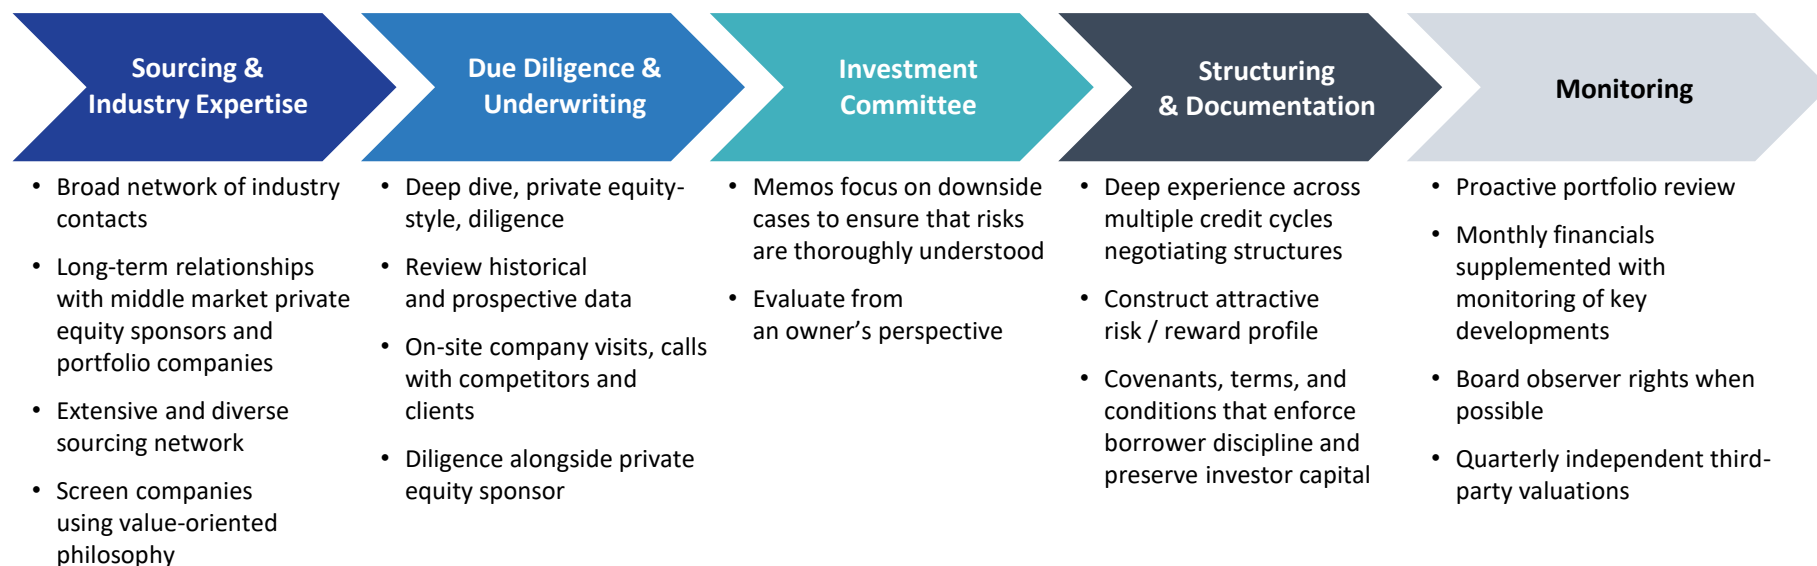 Sourcing &
Industry Expertise
• Broad network of industry
contacts
• Long-term relationships
with middle market private
equity sponsors and
portfolio companies
• Extensive and diverse
sourcing network
• Screen companies
using value-oriented
philosophy
Due Diligence &
Underwriting
• Deep dive, private equity-
style, diligence
• Review historical
and prospective data
• On-site company visits, calls
with competitors and
clients
• Diligence alongside private
equity sponsor
Investment
Committee
• Memos focus on downside
cases to ensure that risks
are thoroughly understood
• Evaluate from
an owner’s perspective
Structuring
& Documentation
• Deep experience across
multiple credit cycles
negotiating structures
• Construct attractive
risk / reward profile
• Covenants, terms, and
conditions that enforce
borrower discipline and
preserve investor capital
Monitoring
• Proactive portfolio review
• Monthly financials
supplemented with
monitoring of key
developments
• Board observer rights when
possible
• Quarterly independent third-
party valuations